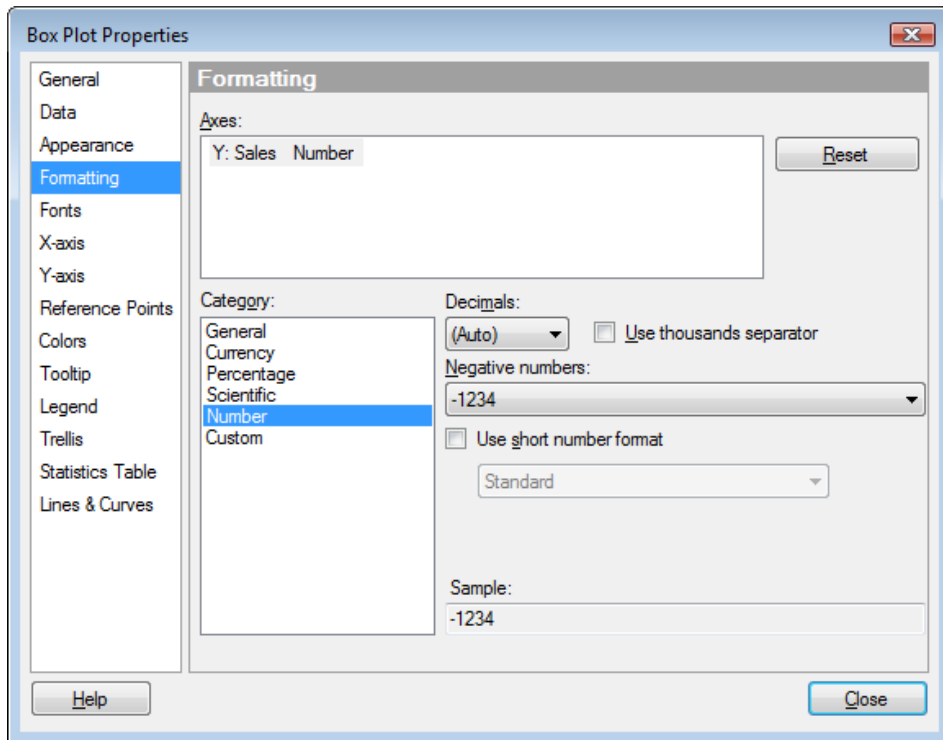 Box Plot Properties
General
Data
Appearance
Formatting
Fonts
X-axis
Y-axis
Reference Points
Colors
Tooltip
Legend
Trellis
Statistics Table
Lines & Curves
Formatting
Axes:
Y: Sales Number
Reset
Category:
General
Currency
Percentage
Scientific
Number
Custom
Decimals:
(Auto)
Use thousands separator
Negative numbers:
-1234
Use short number format
Standard
Sample:
-1234
Help
Close